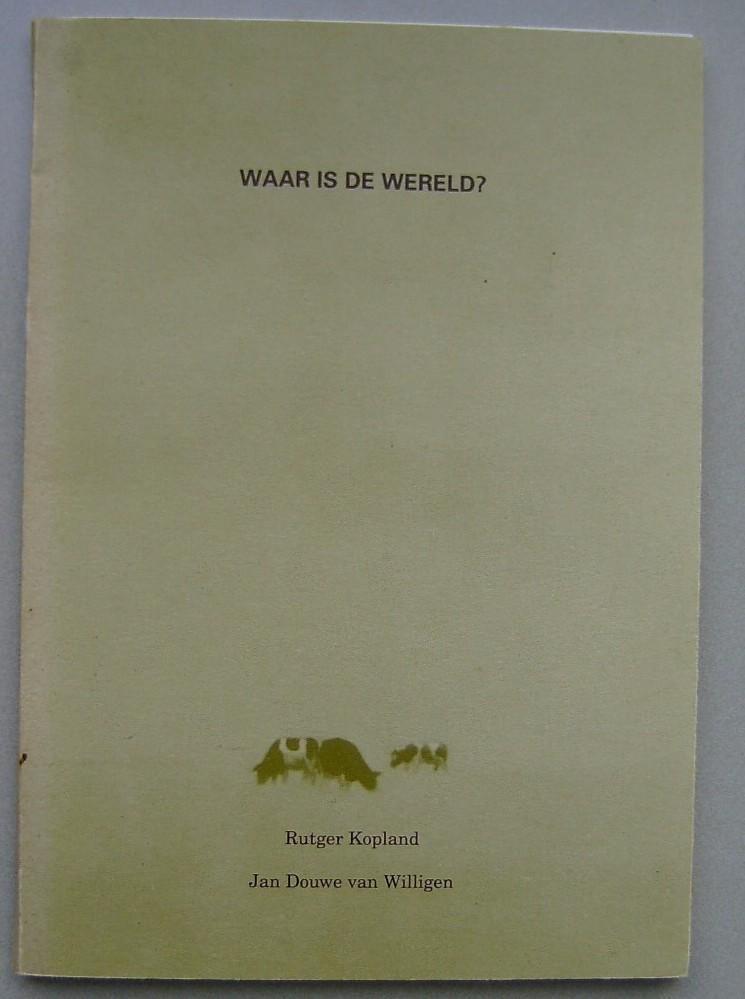 WAAR IS DE WERELD?
Rutger Kopland
Jan Douwe van Willigen